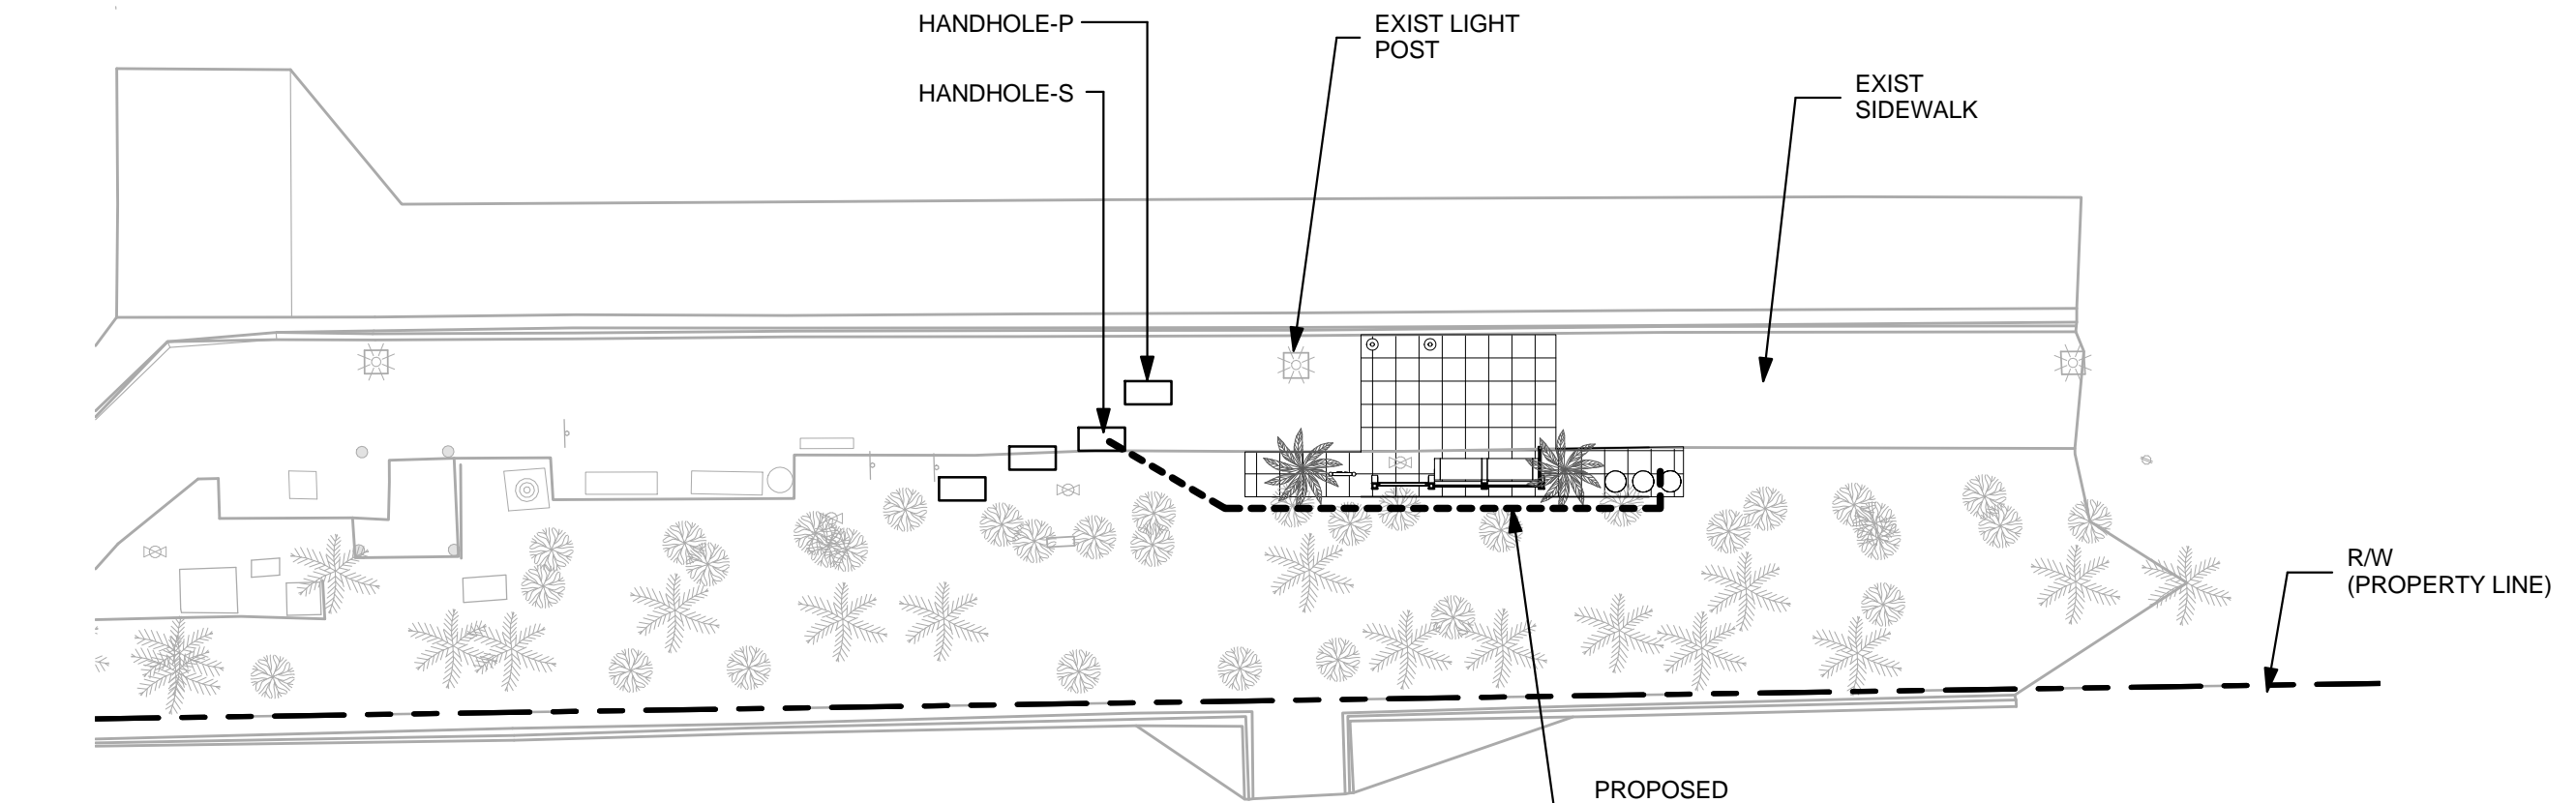 HANDHOLE-P
EXIST LIGHT
POST
HANDHOLE-S
EXIST
SIDEWALK
R/W
(PROPERTY LINE)
PROPOSED